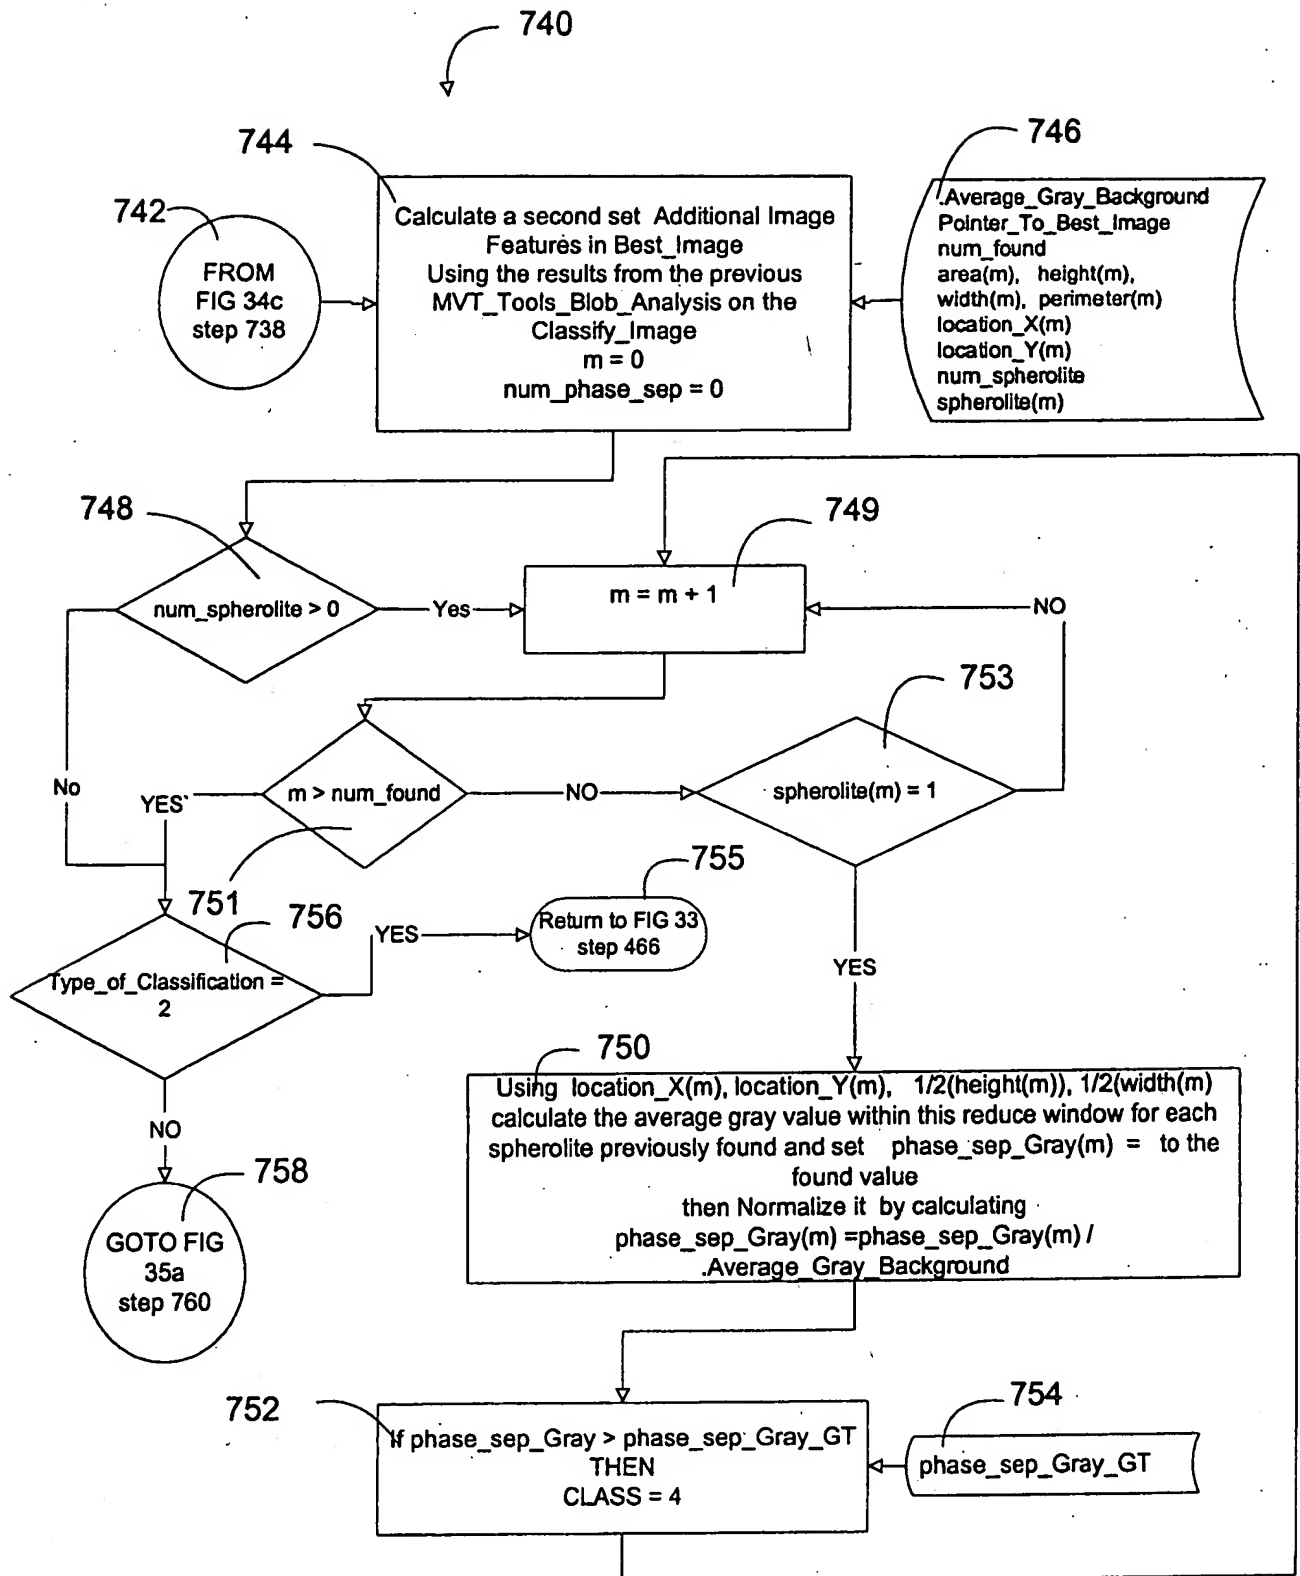 740
744
746
742
Calculate a second set Additional Image
Features in Best_Image
Using the results from the previous
MVT_Tools_Blob_Analysis on the
Classify_Image
m = 0
num_phase_sep = 0
.Average_Gray_Background
Pointer_To_Best_Image
num_found
area(m), height(m),
width(m), perimeter(m)
location_X(m)
location_Y(m)
num_spherolite
spherolite(m)
FROM
FIG 34c
step 738
748
749
num_spherolite > 0
Yes
m = m + 1
NO
753
No
YES
m > num_found
NO
spherolite(m) = 1
751
755
756
Return to FIG 33
step 466
YES
Type_of_Classification =
2
YES
750
NO
Using location_X(m), location_Y(m), 1/2(height(m)), 1/2(width(m)
calculate the average gray value within this reduce window for each
spherolite previously found and set phase_sep_Gray(m) = to the
found value
then Normalize it by calculating
phase_sep_Gray(m) =phase_sep_Gray(m) /
.Average_Gray_Background
758
GOTO FIG
35a
step 760
752
754
If phase_sep_Gray > phase_sep_Gray_GT
THEN
CLASS = 4
phase_sep_Gray_GT